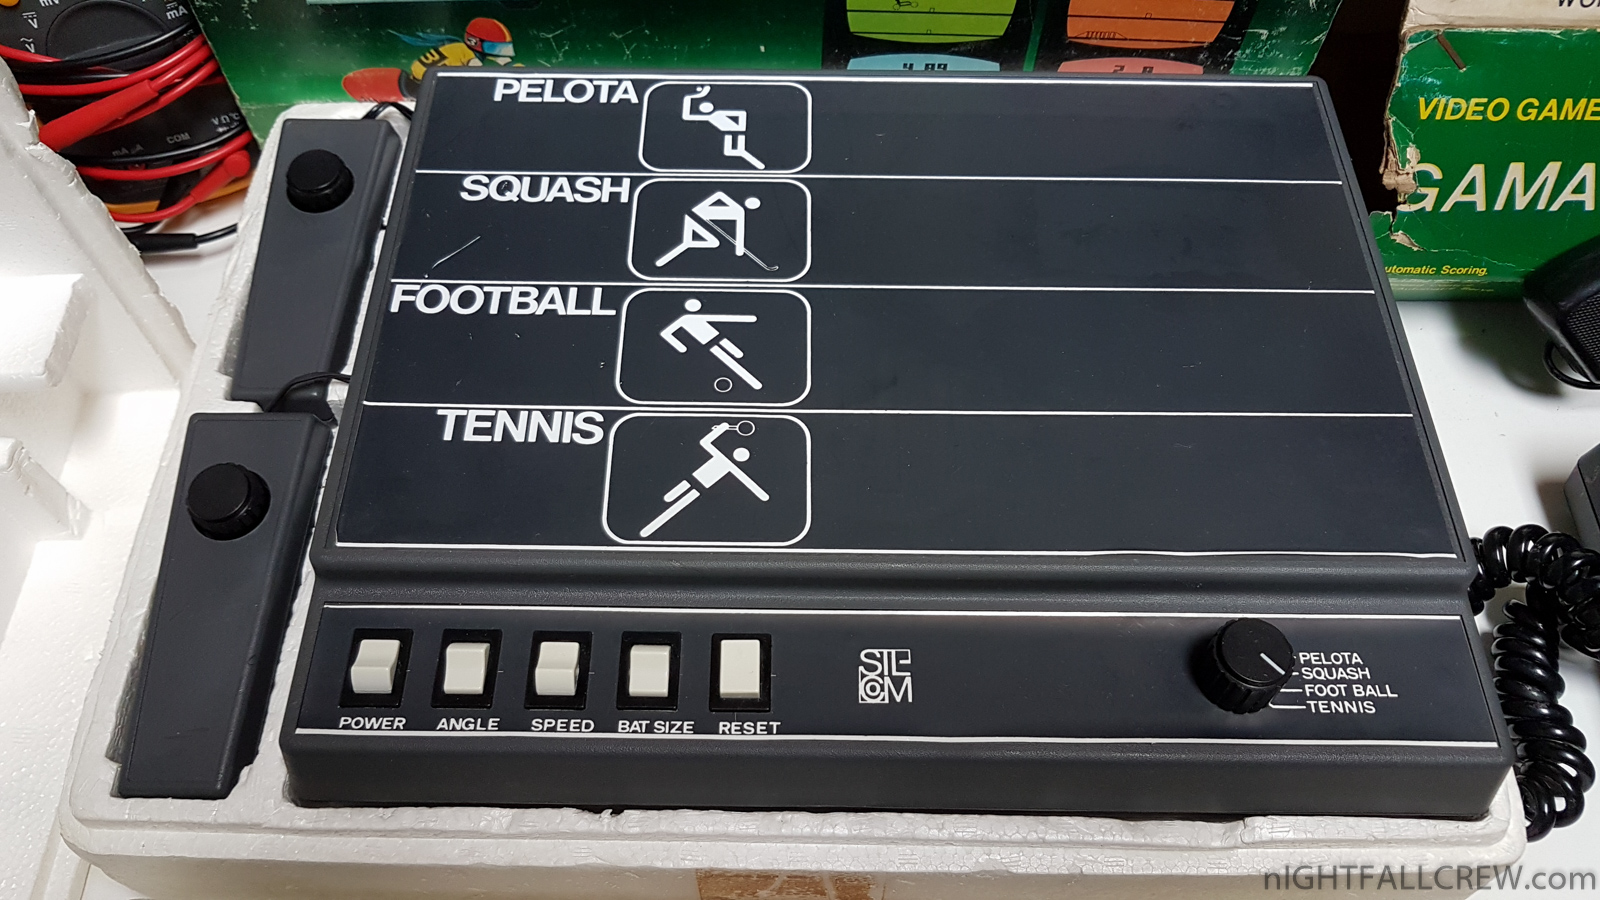 PELOTA
SQUASH
FOOTBALL
TENNIS
POWER
ANGLE
SPEED
BAT SIZE
RESET
PELOTA
SQUASH
FOOT BALL
TENNIS
VIDEO GAME
GAMA
utomatic Scoring.
COM
nIGHTFALLCREW.com